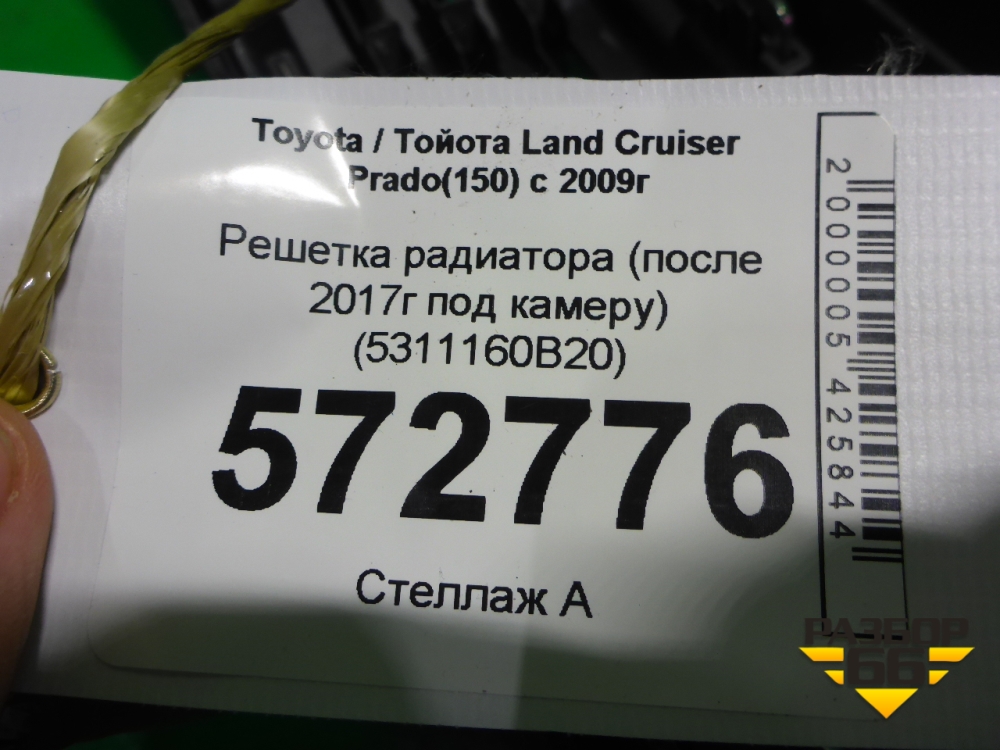 Toyota / Тойота Land Cruiser
Prado(150) с 2009г
Решетка радиатора (после
2017г под камеру)
(5311160B20)
572776
Стеллаж А
2000005425844
РАЗБОР
66